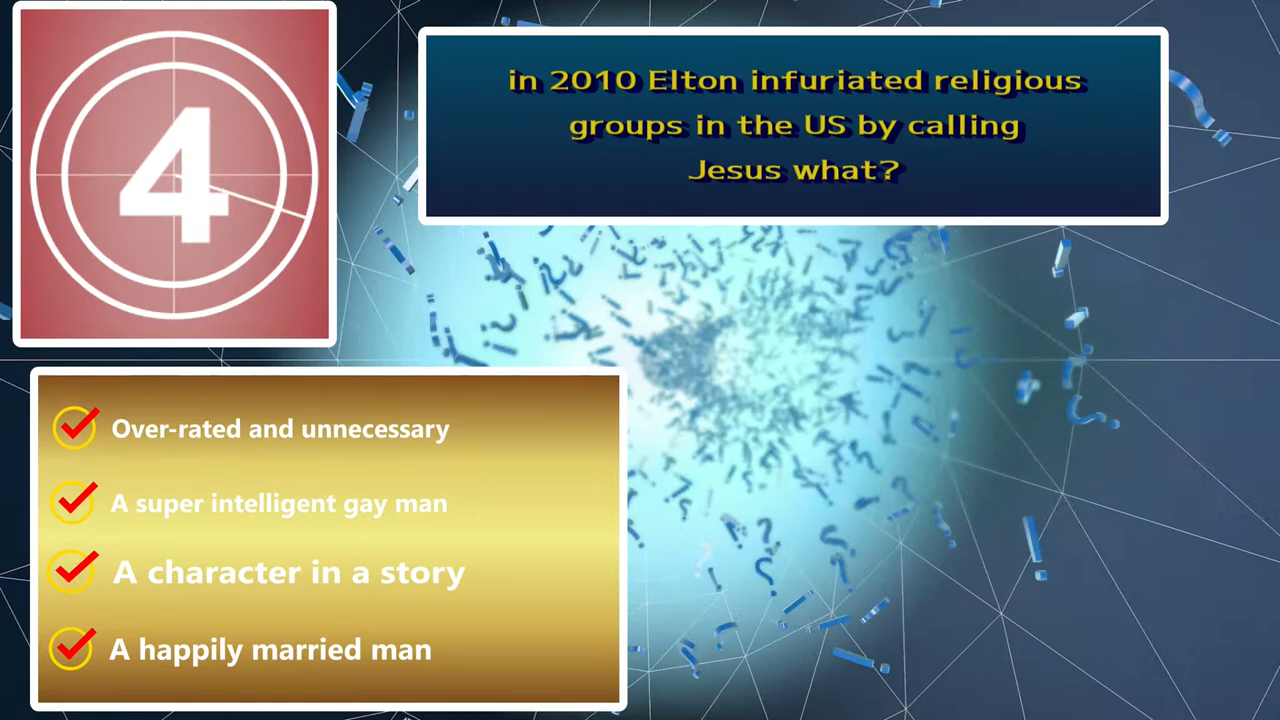 4
in 2010 Elton infuriated religious
groups in the US by calling
Jesus what?
Over-rated and unnecessary
A super intelligent gay man
A character in a story
A happily married man